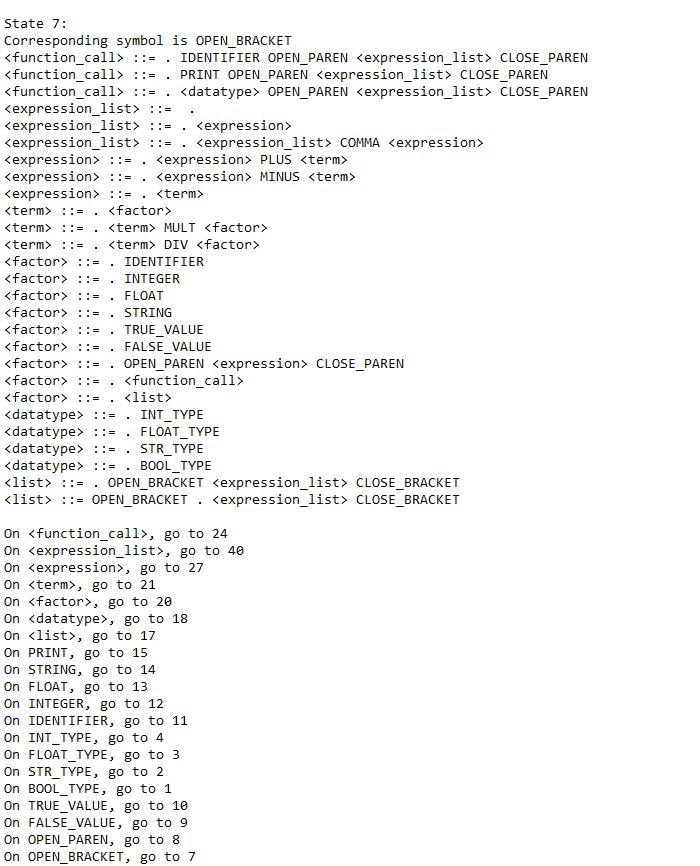 State 7:
Corresponding symbol is OPEN_BRACKET
<function_call> ::= . IDENTIFIER OPEN_PAREN <expression_list> CLOSE_PAREN
<function_call> ::= . PRINT OPEN_PAREN <expression_list> CLOSE_PAREN
<function_call> ::= . <datatype> OPEN_PAREN <expression_list> CLOSE_PAREN
<expression_list> ::=  .
<expression_list> ::= . <expression>
<expression_list> ::= . <expression_list> COMMA <expression>
<expression> ::= . <expression> PLUS <term>
<expression> ::= . <expression> MINUS <term>
<expression> ::= . <term>
<term> ::= . <factor>
<term> ::= . <term> MULT <factor>
<term> ::= . <term> DIV <factor>
<factor> ::= . IDENTIFIER
<factor> ::= . INTEGER
<factor> ::= . FLOAT
<factor> ::= . STRING
<factor> ::= . TRUE_VALUE
<factor> ::= . FALSE_VALUE
<factor> ::= . OPEN_PAREN <expression> CLOSE_PAREN
<factor> ::= . <function_call>
<factor> ::= . <list>
<datatype> ::= . INT_TYPE
<datatype> ::= . FLOAT_TYPE
<datatype> ::= . STR_TYPE
<datatype> ::= . BOOL_TYPE
<list> ::= . OPEN_BRACKET <expression_list> CLOSE_BRACKET
<list> ::= OPEN_BRACKET . <expression_list> CLOSE_BRACKET

On <function_call>, go to 24
On <expression_list>, go to 40
On <expression>, go to 27
On <term>, go to 21
On <factor>, go to 20
On <datatype>, go to 18
On <list>, go to 17
On PRINT, go to 15
On STRING, go to 14
On FLOAT, go to 13
On INTEGER, go to 12
On IDENTIFIER, go to 11
On INT_TYPE, go to 4
On FLOAT_TYPE, go to 3
On STR_TYPE, go to 2
On BOOL_TYPE, go to 1
On TRUE_VALUE, go to 10
On FALSE_VALUE, go to 9
On OPEN_PAREN, go to 8
On OPEN_BRACKET, go to 7